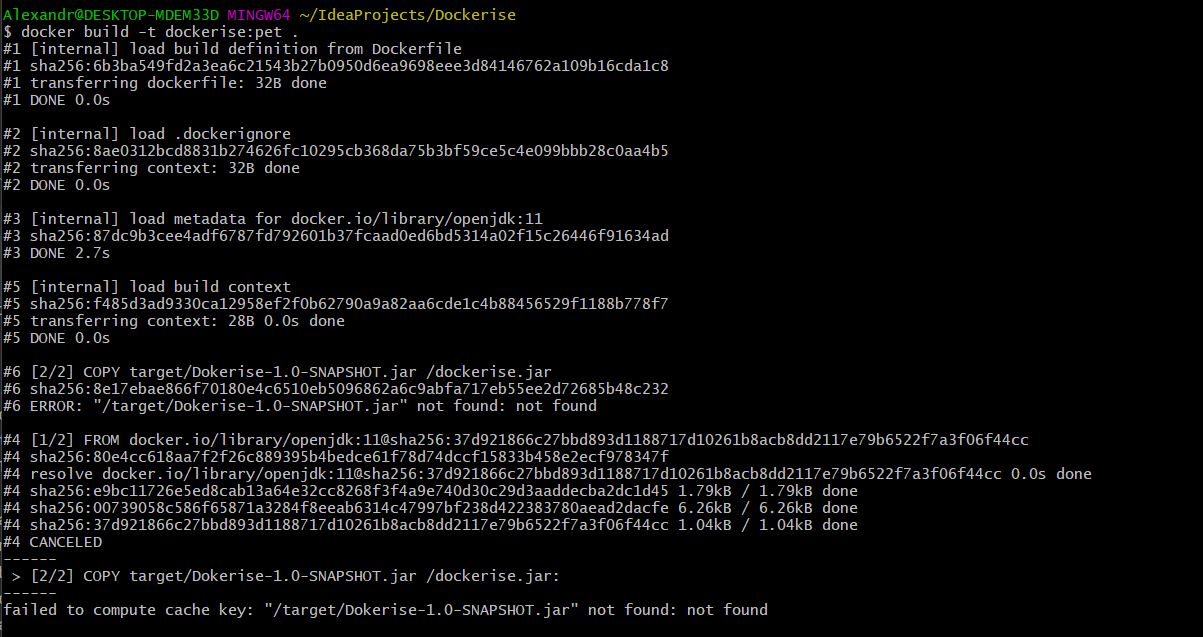 Alexandr@DESKTOP-MDEM33D MINGW64 ~/IdeaProjects/Dockerise
$ docker build -t dockerise:pet .
#1 [internal] load build definition from Dockerfile
#1 sha256:6b3ba549fd2a3ea6c21543b27b0950d6ea9698eee3d84146762a109b16cda1c8
#1 transferring dockerfile: 32B done
#1 DONE 0.0s
#2 [internal] load .dockerignore
#2 sha256:8ae0312bcd8831b274626fc10295cb368da75b3bf59ce5c4e099bbb28c0aa4b5
#2 transferring context: 32B done
#2 DONE 0.0s
#3 [internal] load metadata for docker.io/library/openjdk:11
#3 sha256:87dc9b3cee4adf6787fd792601b37fcaad0ed6bd5314a02f15c26446f91634ad
#3 DONE 2.7s
#5 [internal] load build context
#5 sha256:f485d3ad9330ca12958ef2f0b62790a9a82aa6cde1c4b88456529f1188b778f7
#5 transferring context: 28B 0.0s done
#5 DONE 0.0s
#6 [2/2] COPY target/Dokerise-1.0-SNAPSHOT.jar /dockerise.jar
#6 sha256:8e17ebae866f70180e4c6510eb5096862a6c9abfa717eb55ee2d72685b48c232
#6 ERROR: "/target/Dokerise-1.0-SNAPSHOT.jar" not found: not found
#4 [1/2] FROM docker.io/library/openjdk:11@sha256:37d921866c27bbd893d1188717d10261b8acb8dd2117e79b6522f7a3f06f44cc
#4 sha256:80e4cc618aa7f2f26c889395b4bedce61f78d74dccf15833b458e2ecf978347f
#4 resolve docker.io/library/openjdk:11@sha256:37d921866c27bbd893d1188717d10261b8acb8dd2117e79b6522f7a3f06f44cc 0.0s done
#4 sha256:e9bc11726e5ed8cab13a64e32cc8268f3f4a9e740d30c29d3aaddecba2dc1d45 1.79kB / 1.79kB done
#4 sha256:00739058c586f65871a3284f8eeab6314c47997bf238d422383780aead2dacfe 6.26kB / 6.26kB done
#4 sha256:37d921866c27bbd893d1188717d10261b8acb8dd2117e79b6522f7a3f06f44cc 1.04kB / 1.04kB done
#4 CANCELED
------
> [2/2] COPY target/Dokerise-1.0-SNAPSHOT.jar /dockerise.jar:
------
failed to compute cache key: "/target/Dokerise-1.0-SNAPSHOT.jar" not found: not found